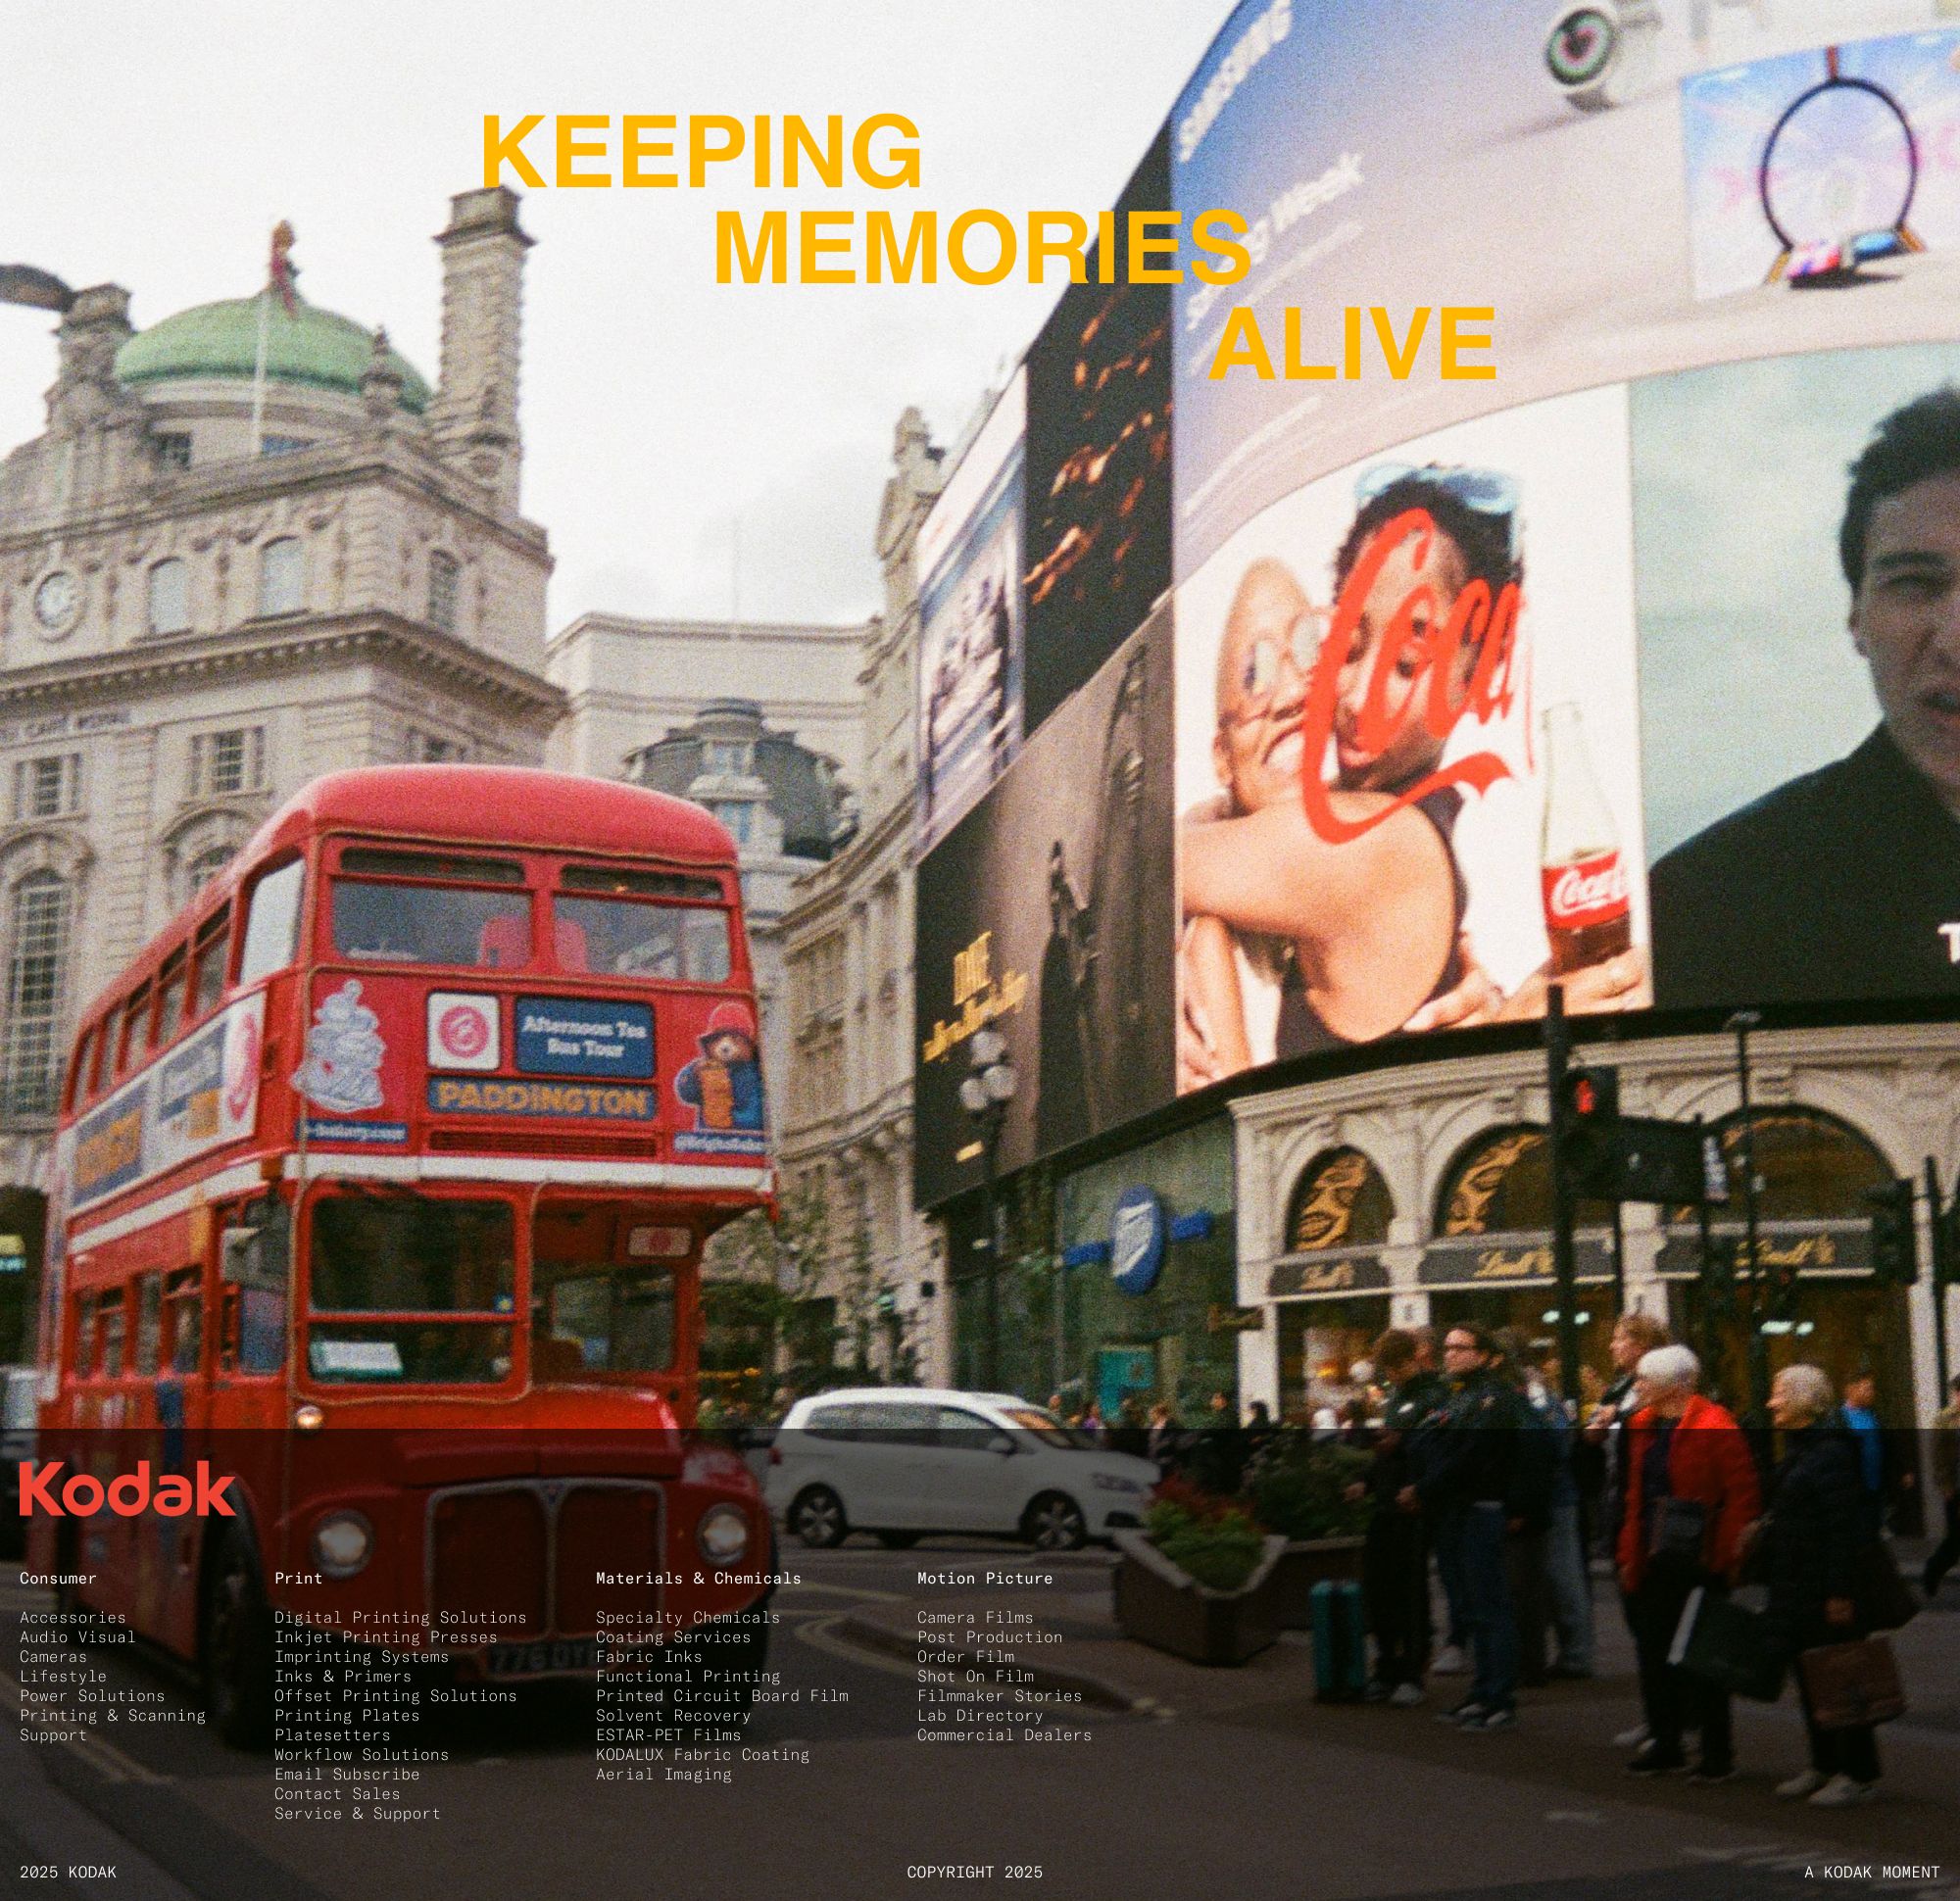 SAMSUNG
KEEPING
MEMORIES
ALIVE
Coca
Coca
Afternoon Tea
Bus Tour
PADDINGTON
DATE
boots
Lindt
Lindt
Lindt
Kodak
Consumer
Accessories
Audio Visual
Cameras
Lifestyle
Power Solutions
Printing & Scanning
Support
Print
Digital Printing Solutions
Inkjet Printing Presses
Imprinting Systems
Inks & Primers
Offset Printing Solutions
Printing Plates
Platesetters
Workflow Solutions
Email Subscribe
Contact Sales
Service & Support
Materials & Chemicals
Specialty Chemicals
Coating Services
Fabric Inks
Functional Printing
Printed Circuit Board Film
Solvent Recovery
ESTAR-PET Films
KODALUX Fabric Coating
Aerial Imaging
Motion Picture
Camera Films
Post Production
Order Film
Shot On Film
Filmmaker Stories
Lab Directory
Commercial Dealers
2025 KODAK
COPYRIGHT 2025
A KODAK MOMENT